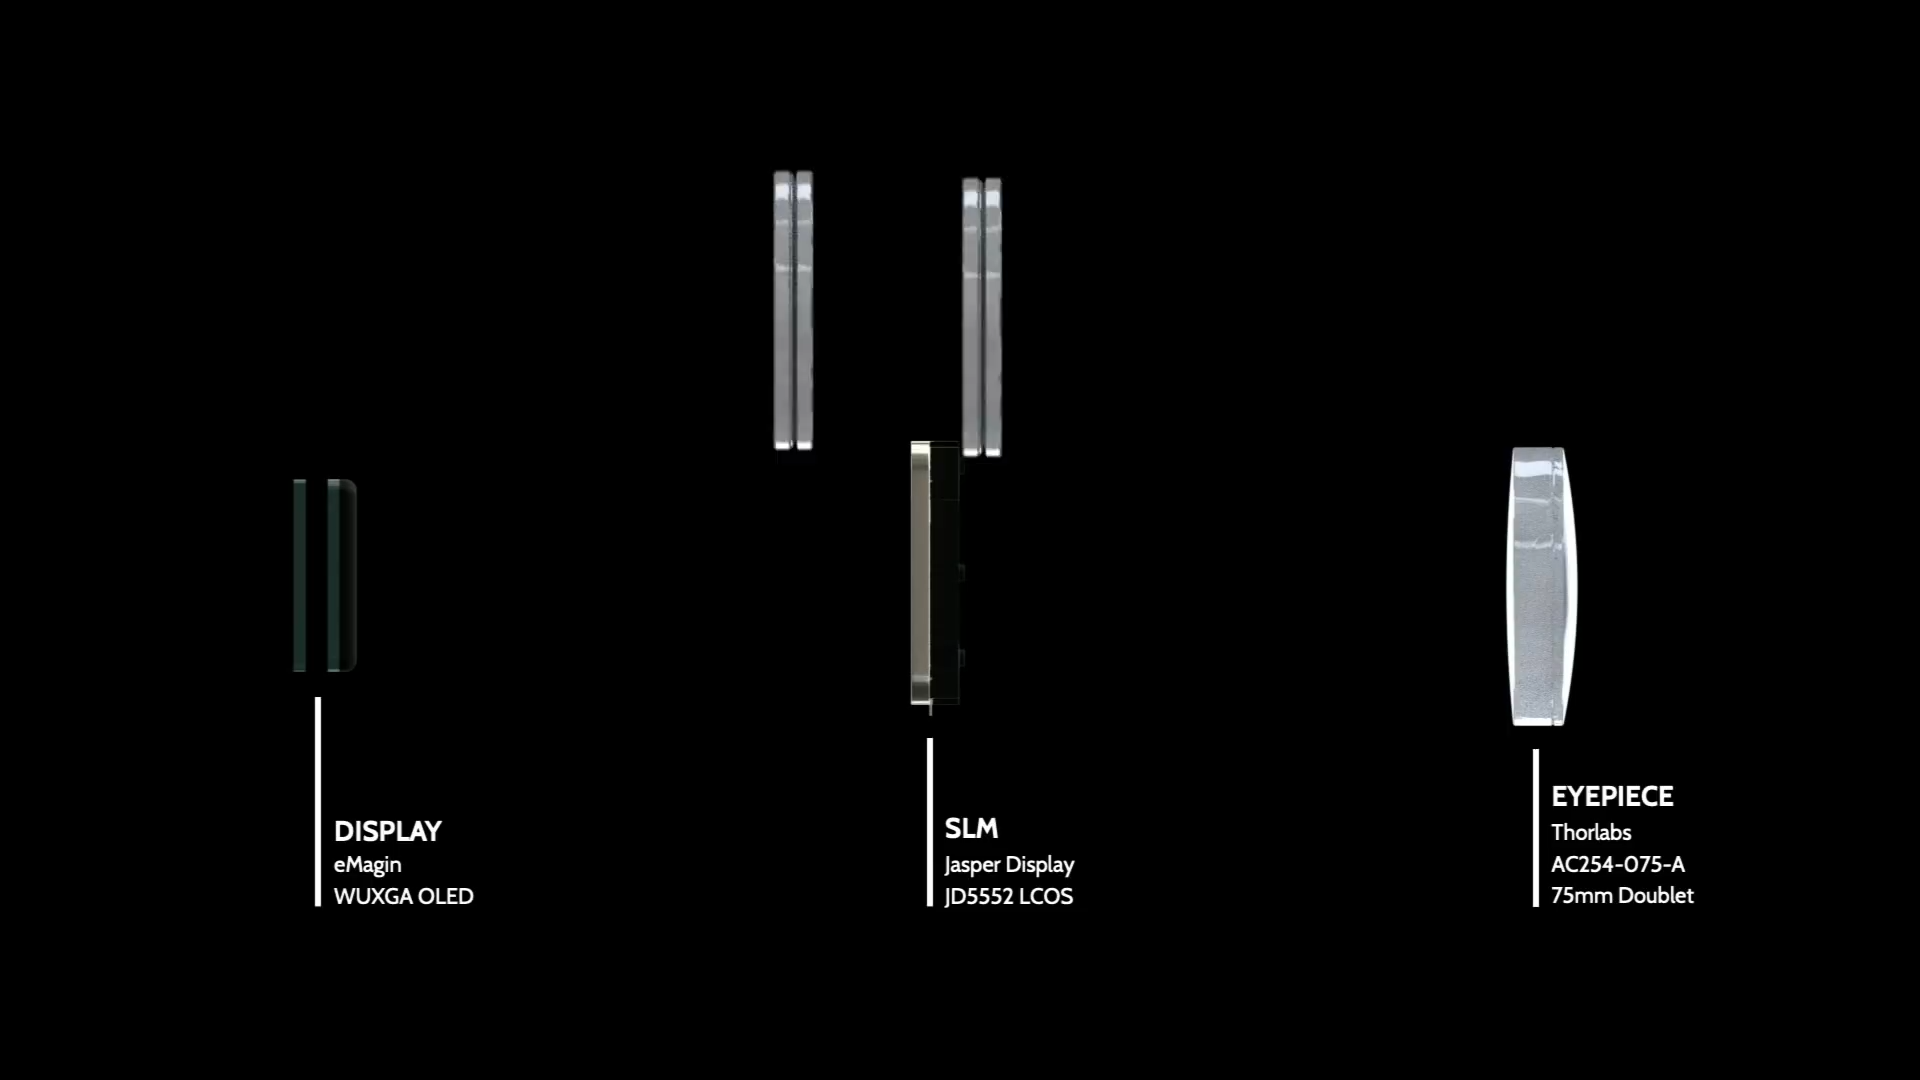 DISPLAY
eMagin
WUXGA OLED
SLM
Jasper Display
JD5552 LCOS
EYEPIECE
Thorlabs
AC254-075-A
75mm Doublet